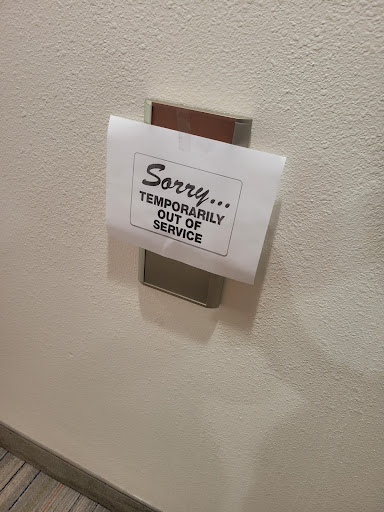 Sorry...
TEMPORARILY
OUT OF
SERVICE